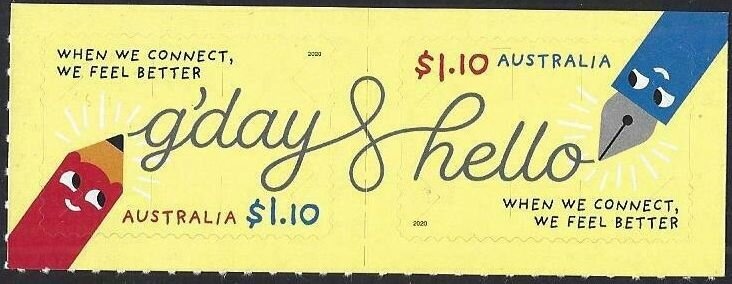 WHEN WE CONNECT,
WE FEEL BETTER
2020
g'day & hello
AUSTRALIA $1.10
$1.10 AUSTRALIA
2020
WHEN WE CONNECT,
WE FEEL BETTER